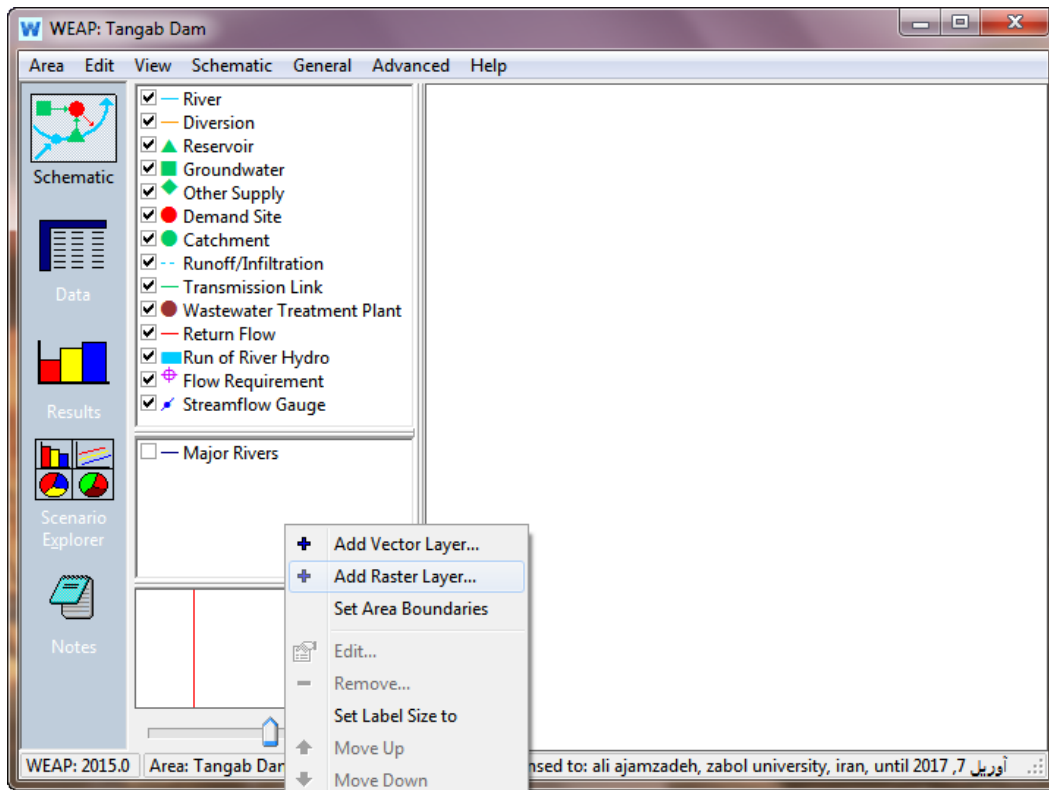 WEAP: Tangab Dam
Area Edit View Schematic General Advanced Help
Schematic
Data
Results
Scenario
Explorer
Notes
River
Diversion
Reservoir
Groundwater
Other Supply
Demand Site
Catchment
Runoff/Infiltration
Transmission Link
Wastewater Treatment Plant
Return Flow
Run of River Hydro
Flow Requirement
Streamflow Gauge
Major Rivers
Add Vector Layer...
Add Raster Layer...
Set Area Boundaries
Edit...
Remove...
Set Label Size to
Move Up
Move Down
WEAP: 2015.0 Area: Tangab Dam nsed to: ali ajamzadeh, zabol university, iran, until 2017 ,7 آوریل